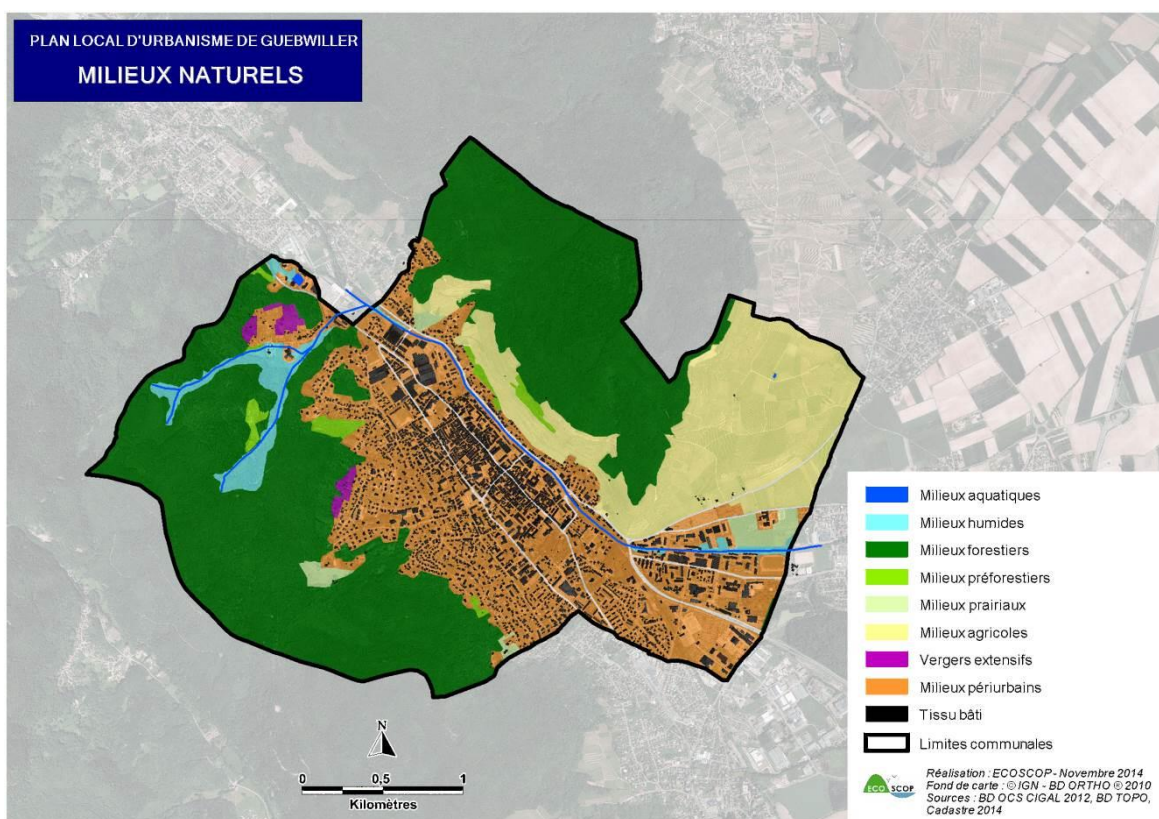 PLAN LOCAL D'URBANISME DE GUEBWILLER
MILIEUX NATURELS
Milieux aquatiques
Milieux humides
Milieux forestiers
Milieux préforestiers
Milieux prairiaux
Milieux agricoles
Vergers extensifs
Milieux périurbains
Tissu bâti
Limites communales
N
0 0,5 1
Kilomètres
ECO SCOP
Réalisation : ECOSCOP - Novembre 2014
Fond de carte : © IGN - BD ORTHO ® 2010
Sources : BD OCS CIGAL 2012, BD TOPO,
Cadastre 2014